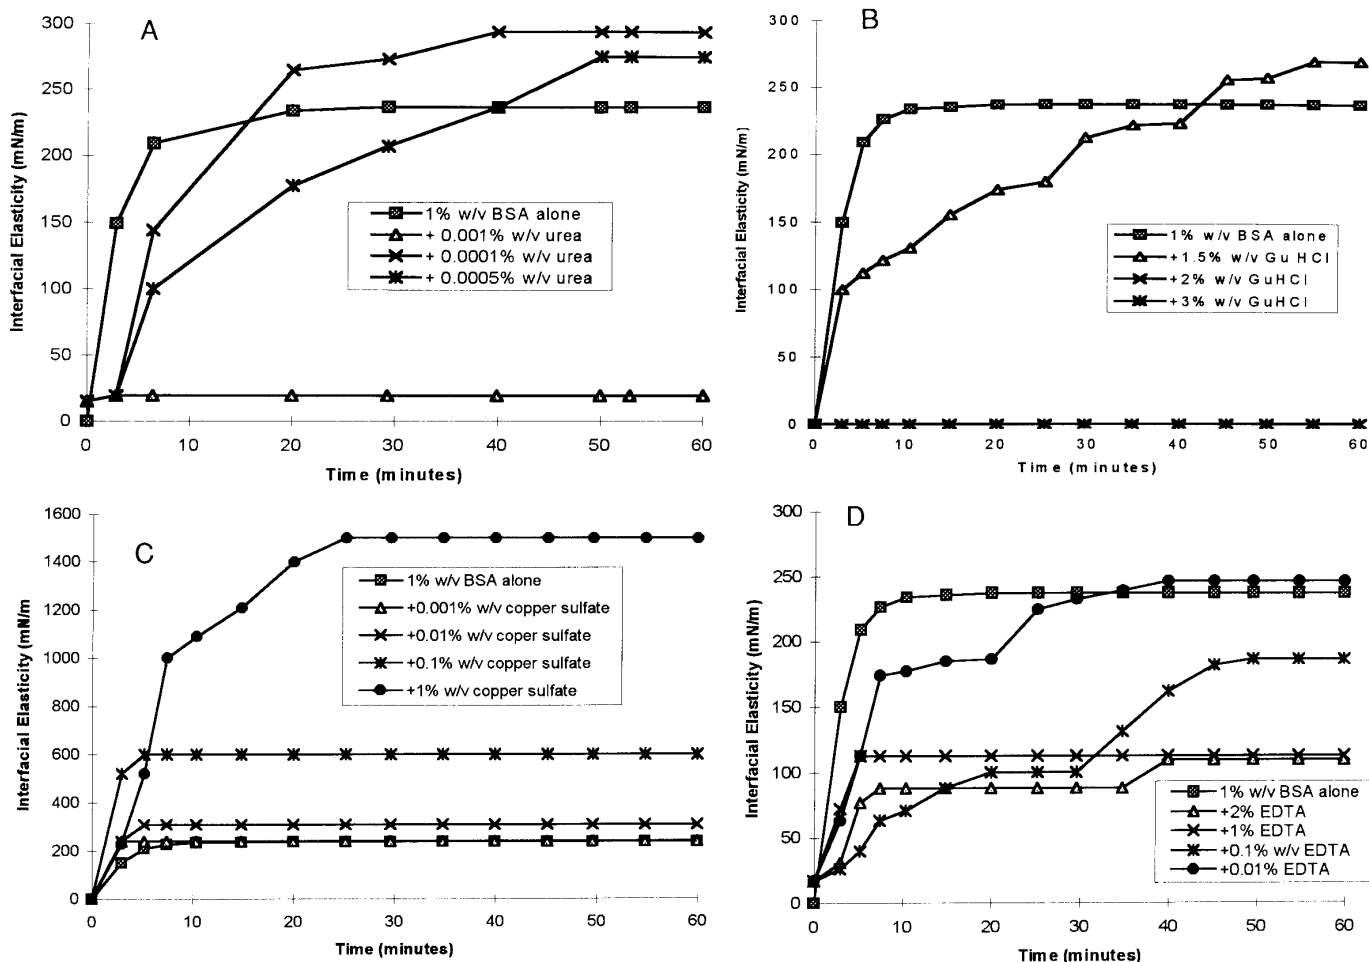 A
Interfacial Elasticity (mN/m)
300
250
200
150
100
50
0
0 10 20 30 40 50 60
Time (minutes)
1% w/v BSA alone
+ 0.001% w/v urea
+ 0.0001% w/v urea
+ 0.0005% w/v urea
B
Interfacial Elasticity (mN/m)
300
250
200
150
100
50
0
0 10 20 30 40 50 60
Time (minutes)
1% w/v BSA alone
+1.5% w/v Gu HCl
+2% w/v GuHCl
+3% w/v GuHCl
C
Interfacial Elasticity (mN/m
1600
1400
1200
1000
800
600
400
200
0
0 10 20 30 40 50 60
Time (minutes)
1% w/v BSA alone
+0.001% w/v copper sulfate
+0.01% w/v coper sulfate
+0.1% w/v copper sulfate
+1% w/v copper sulfate
D
Interfacial Elasticity (mN/m)
300
250
200
150
100
50
0
0 10 20 30 40 50 60
Time (minutes)
1% w/v BSA alone
+2% EDTA
+1% EDTA
+0.1% w/v EDTA
+0.01% EDTA